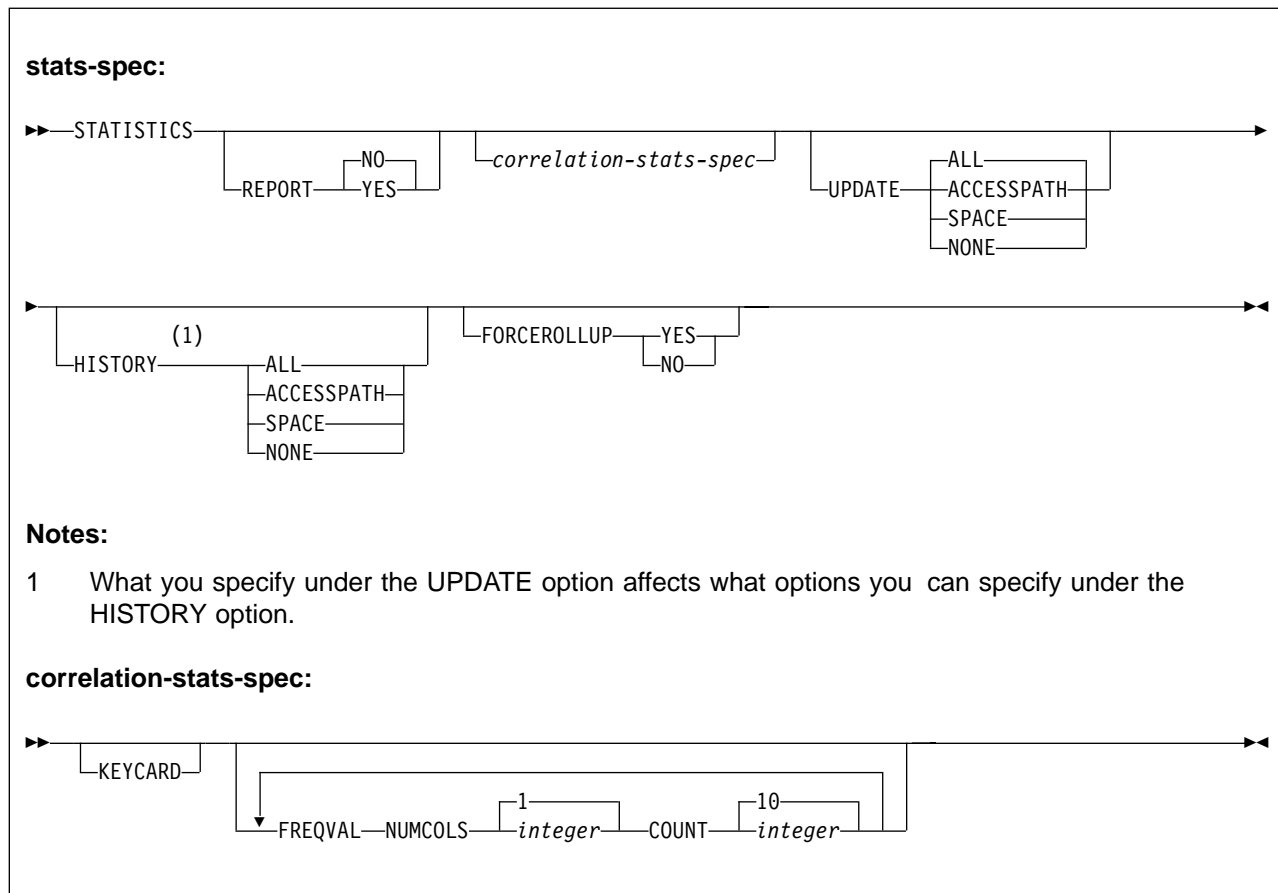 stats-spec:
STATISTICS
REPORT
NO
YES
correlation-stats-spec
UPDATE
ALL
ACCESSPATH
SPACE
NONE
HISTORY
(1)
ALL
ACCESSPATH
SPACE
NONE
FORCEROLLUP
YES
NO
Notes:
1 What you specify under the UPDATE option affects what options you can specify under the
HISTORY option.
correlation-stats-spec:
KEYCARD
FREQVAL NUMCOLS
1
integer
COUNT
10
integer